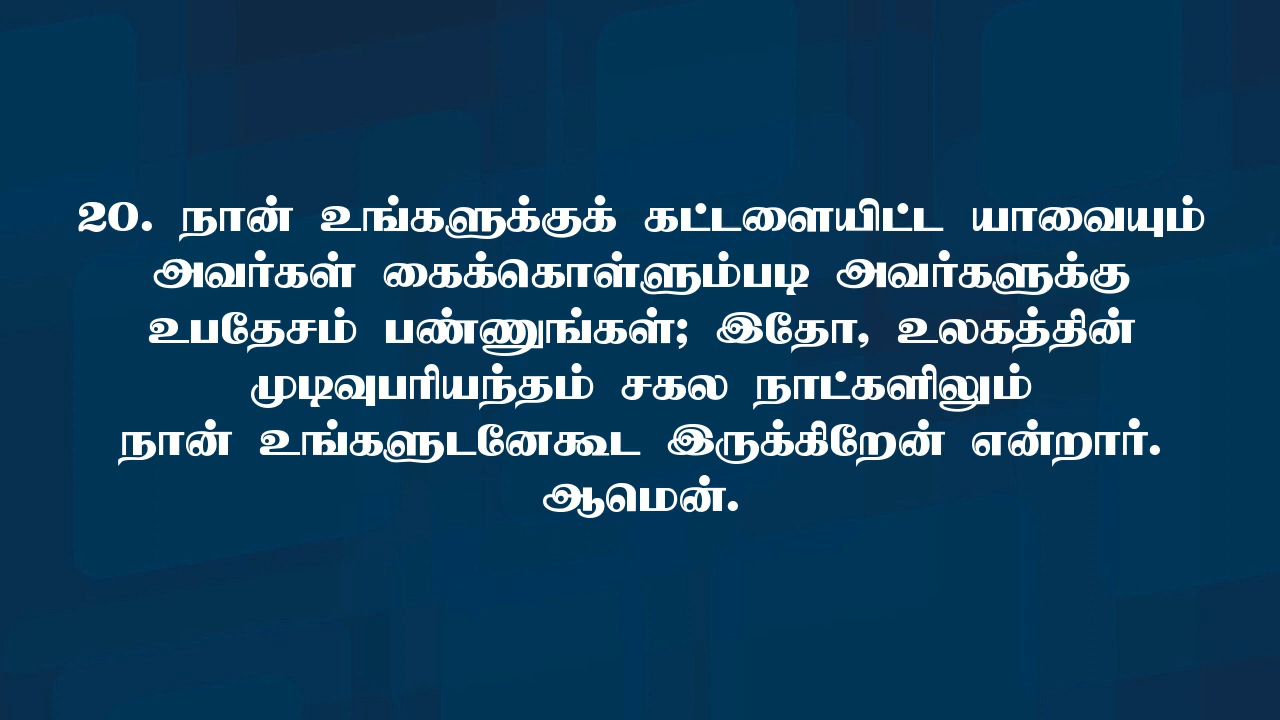 20. நான் உங்களுக்குக் கட்டளையிட்ட யாவையும்
அவர்கள் கைக்கொள்ளும்படி அவர்களுக்கு
உபதேசம் பண்ணுங்கள்; இதோ, உலகத்தின்
முடிவுபரியந்தம் சகல நாட்களிலும்
நான் உங்களுடனேகூட இருக்கிறேன் என்றார்.
ஆமென்.